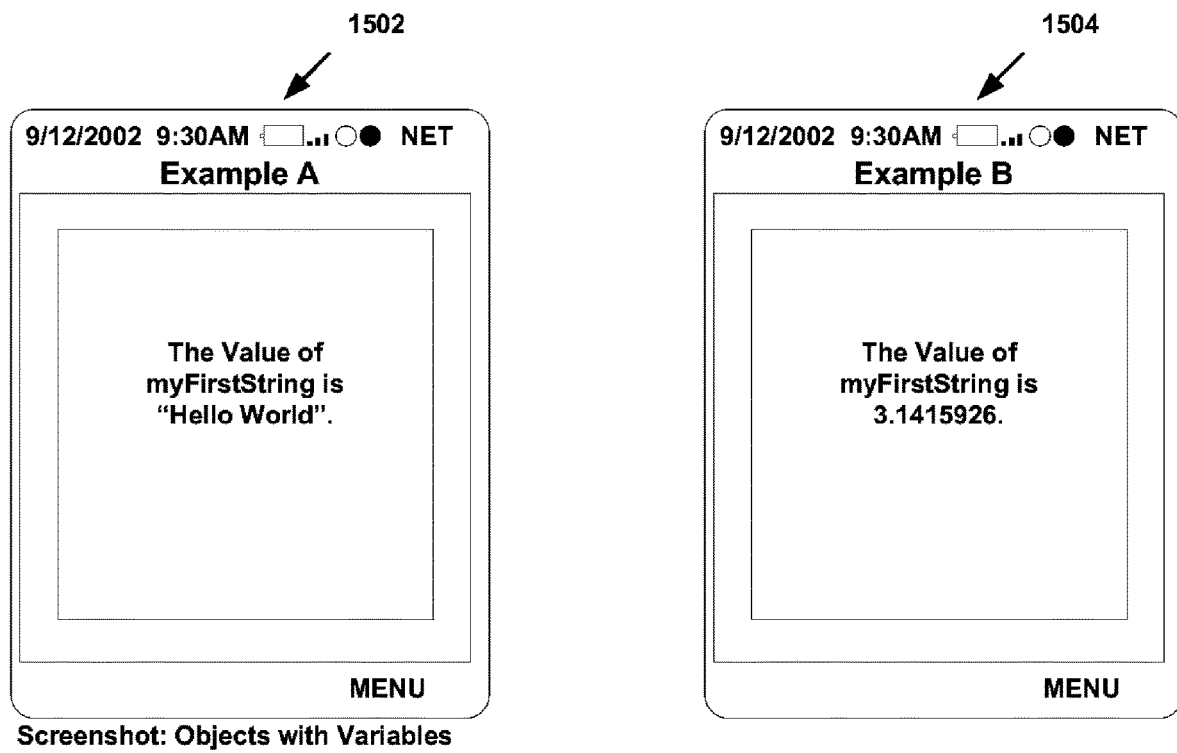 1502
9/12/2002 9:30AM NET
Example A
The Value of
myFirstString is
“Hello World”.
MENU
Screenshot: Objects with Variables
1504
9/12/2002 9:30AM NET
Example B
The Value of
myFirstString is
3.1415926.
MENU